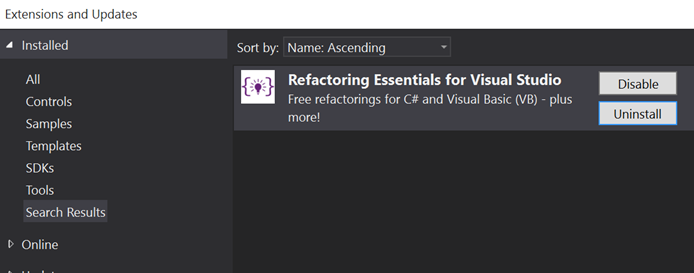 Extensions and Updates
Installed
All
Controls
Samples
Templates
SDKs
Tools
Search Results
Online
Sort by: Name: Ascending
Refactoring Essentials for Visual Studio
Free refactorings for C# and Visual Basic (VB) - plus
more!
Disable
Uninstall